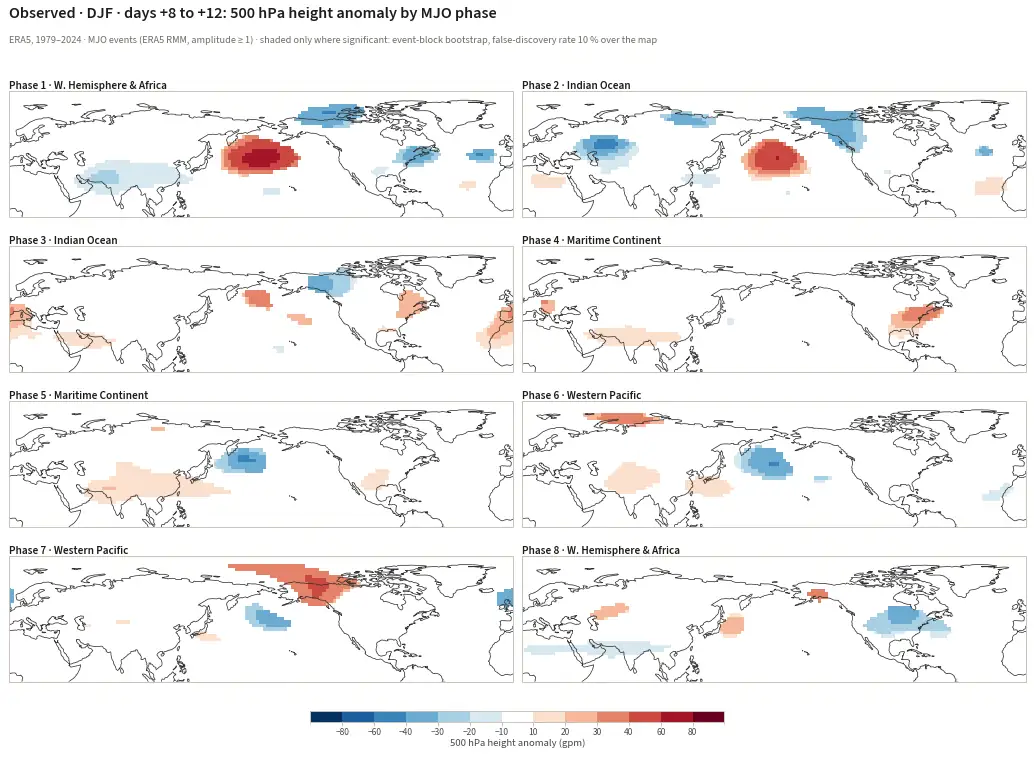 Observed · DJF · days +8 to +12: 500 hPa height anomaly by MJO phase
ERA5, 1979–2024 · MJO events (ERA5 RMM, amplitude ≥ 1) · shaded only where significant: event-block bootstrap, false-discovery rate 10 % over the map
Phase 1 · W. Hemisphere & Africa
Phase 2 · Indian Ocean
Phase 3 · Indian Ocean
Phase 4 · Maritime Continent
Phase 5 · Maritime Continent
Phase 6 · Western Pacific
Phase 7 · Western Pacific
Phase 8 · W. Hemisphere & Africa
−80 −60 −40 −30 −20 −10 10 20 30 40 60 80
500 hPa height anomaly (gpm)